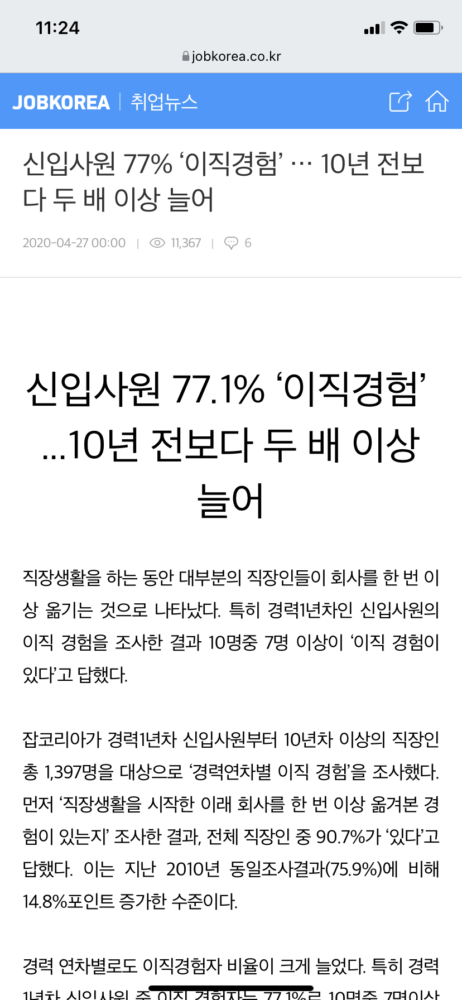 11:24
jobkorea.co.kr
JOBKOREA | 취업뉴스
신입사원 77% ‘이직경험’ … 10년 전보
다 두 배 이상 늘어
2020-04-27 00:00 | 11,367 | 6
신입사원 77.1% ‘이직경험’
...10년 전보다 두 배 이상
늘어
직장생활을 하는 동안 대부분의 직장인들이 회사를 한 번 이
상 옮기는 것으로 나타났다. 특히 경력1년차인 신입사원의
이직 경험을 조사한 결과 10명중 7명 이상이 ‘이직 경험이
있다’고 답했다.
잡코리아가 경력1년차 신입사원부터 10년차 이상의 직장인
총 1,397명을 대상으로 ‘경력연차별 이직 경험’을 조사했다.
먼저 ‘직장생활을 시작한 이래 회사를 한 번 이상 옮겨본 경
험이 있는지’ 조사한 결과, 전체 직장인 중 90.7%가 ‘있다’고
답했다. 이는 지난 2010년 동일조사결과(75.9%)에 비해
14.8%포인트 증가한 수준이다.
경력 연차별로도 이직경험자 비율이 크게 늘었다. 특히 경력
1년차 신입사원 중 이직 경험자는 77.1%로 10명중 7명이상